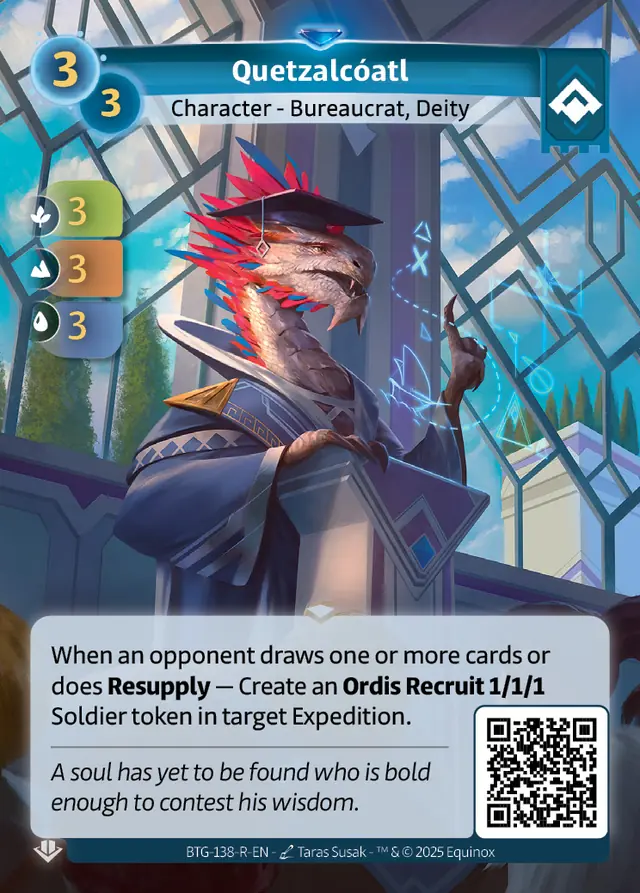 3
3
Quetzalcóatl
Character - Bureaucrat, Deity
3
3
3
When an opponent draws one or more cards or
does Resupply — Create an Ordis Recruit 1/1/1
Soldier token in target Expedition.
A soul has yet to be found who is bold
enough to contest his wisdom.
BTG-138-R-EN - Taras Susak - ™ & © 2025 Equinox